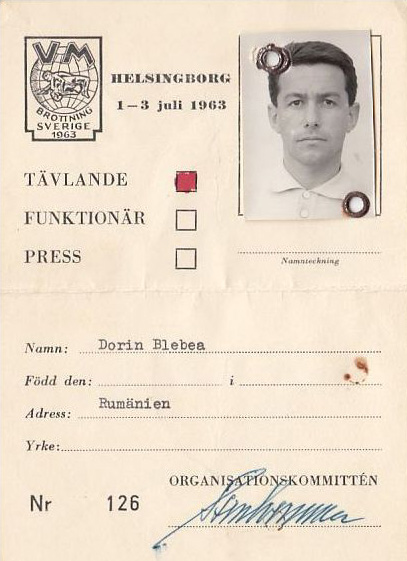 VM
BROTTNING
SVERIGE
1963
HELSINGBORG
1-3 juli 1963
TÄVLANDE
FUNKTIONÄR
PRESS
Namnteckning
Namn: Dorin Blebea
Född den: i
Adress: Rumänien
Yrke:
ORGANISATIONSKOMMITTÉN
Nr 126